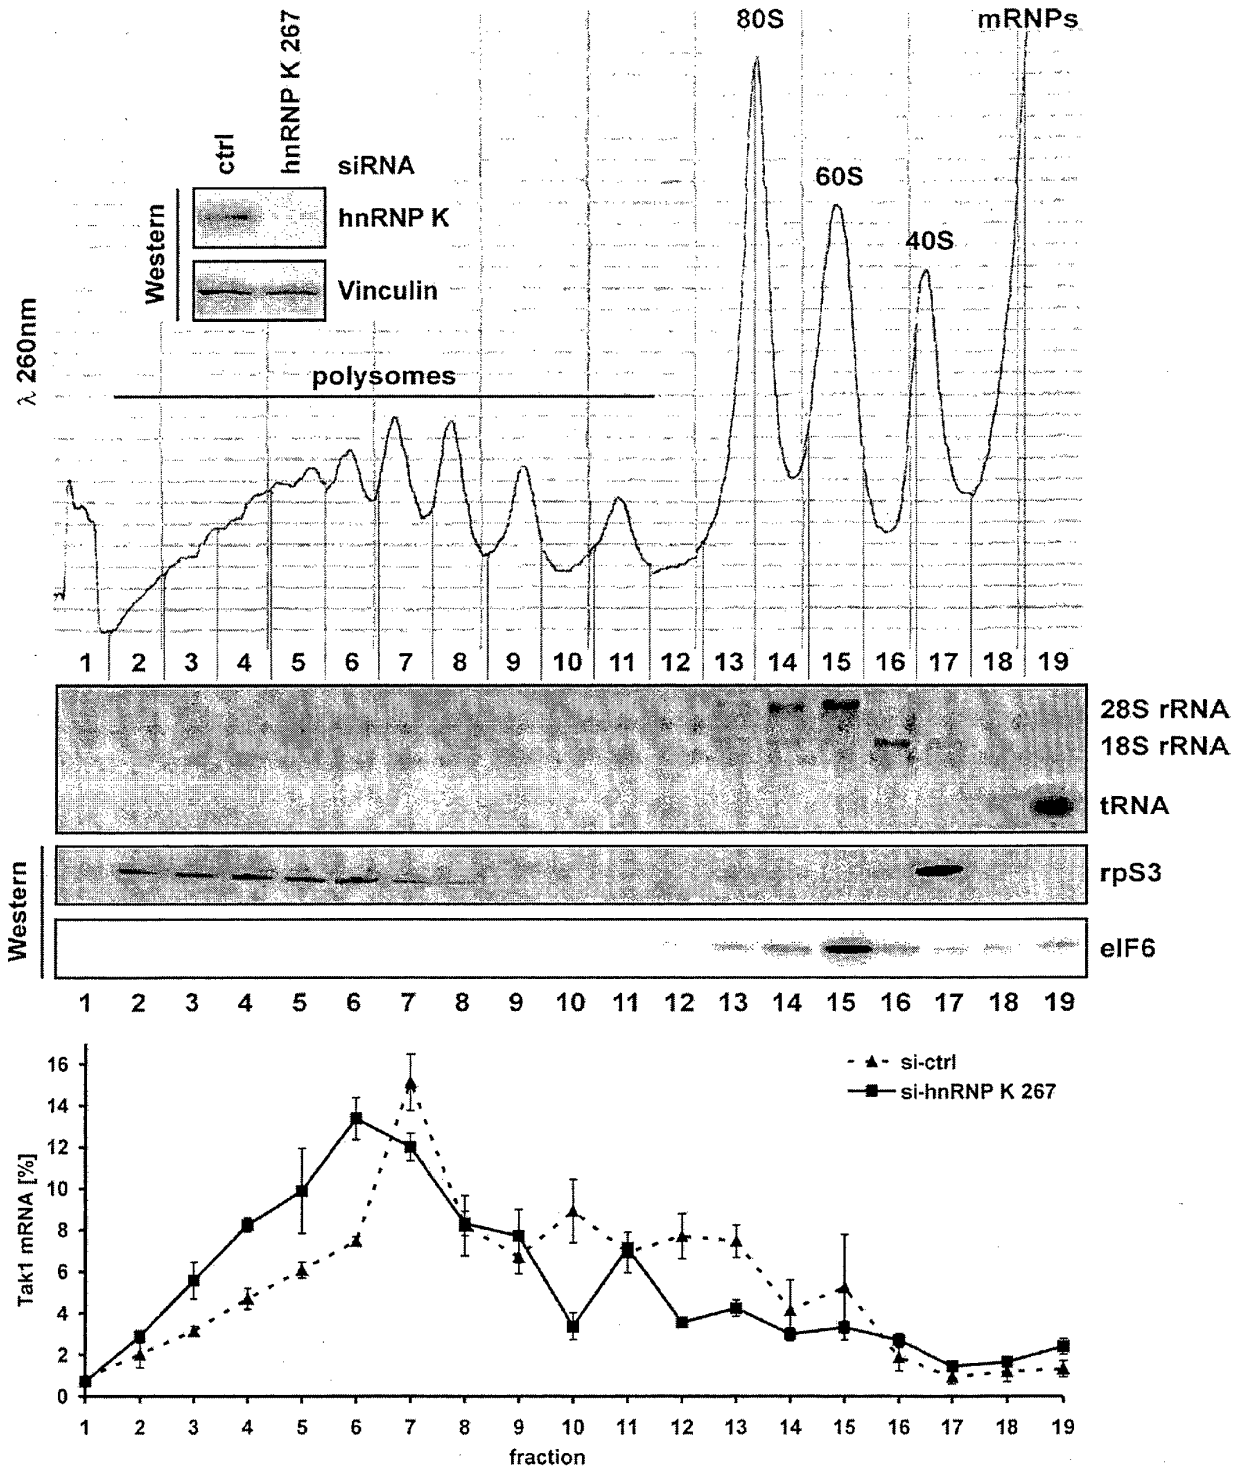 80S
mRNPs
ctrl
hnRNP K 267
siRNA
60S
Western
hnRNP K
40S
Vinculin
λ 260nm
polysomes
1 2 3 4 5 6 7 8 9 10 11 12 13 14 15 16 17 18 19
28S rRNA
18S rRNA
tRNA
Western
rpS3
eIF6
1 2 3 4 5 6 7 8 9 10 11 12 13 14 15 16 17 18 19
Tak1 mRNA [%]
16
14
12
10
8
6
4
2
0
si-ctrl
si-hnRNP K 267
1 2 3 4 5 6 7 8 9 10 11 12 13 14 15 16 17 18 19
fraction